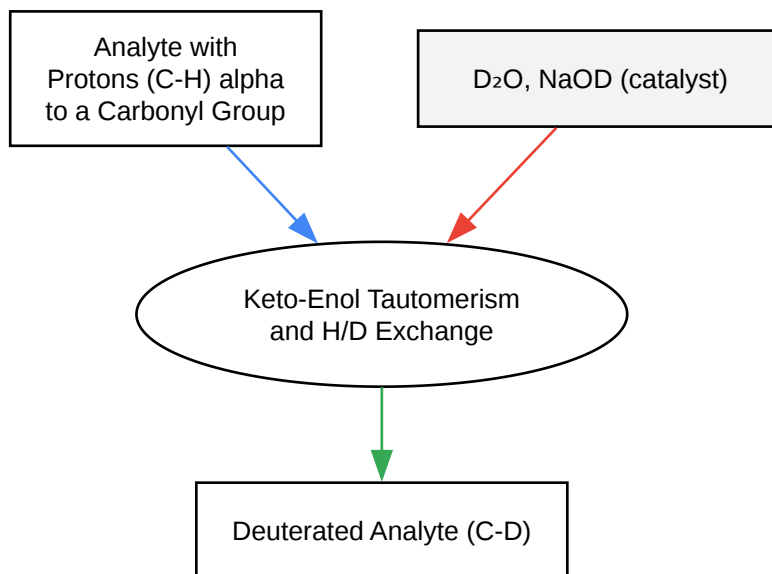 Analyte with
Protons (C-H) alpha
to a Carbonyl Group
D₂O, NaOD (catalyst)
Keto-Enol Tautomerism
and H/D Exchange
Deuterated Analyte (C-D)